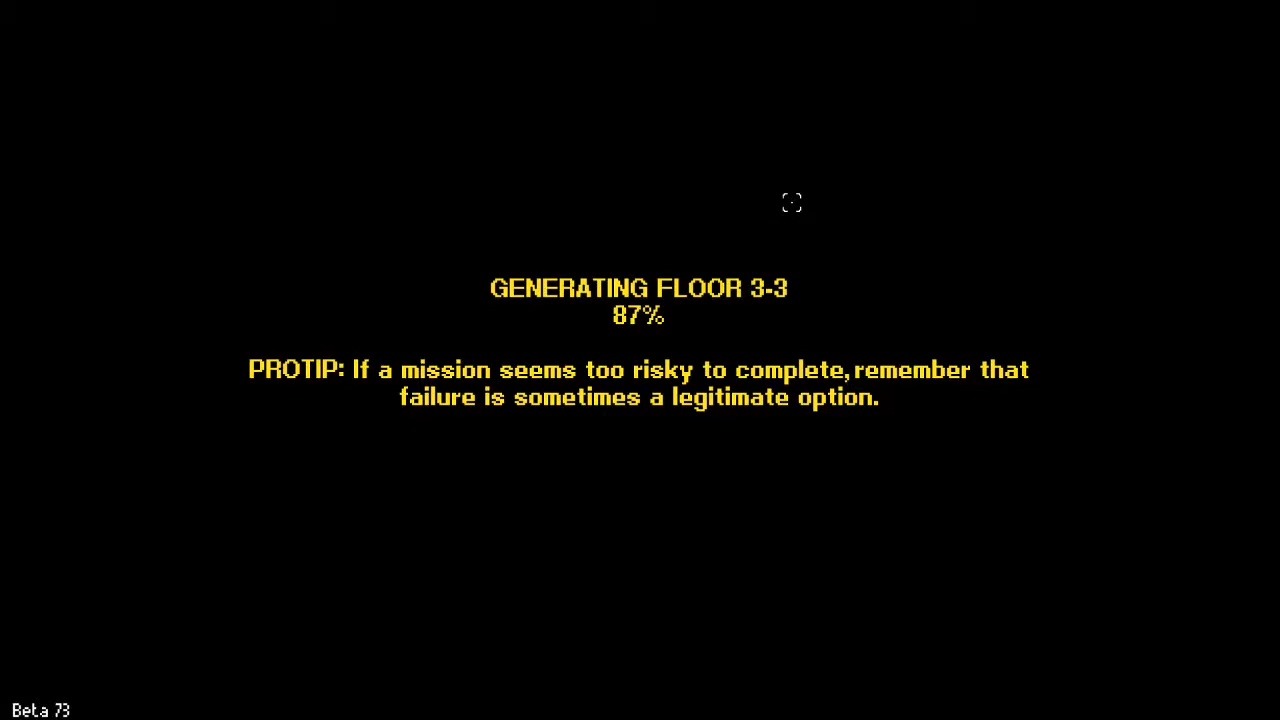 GENERATING FLOOR 3-3
87%
PROTIP: If a mission seems too risky to complete, remember that
failure is sometimes a legitimate option.
Beta 73